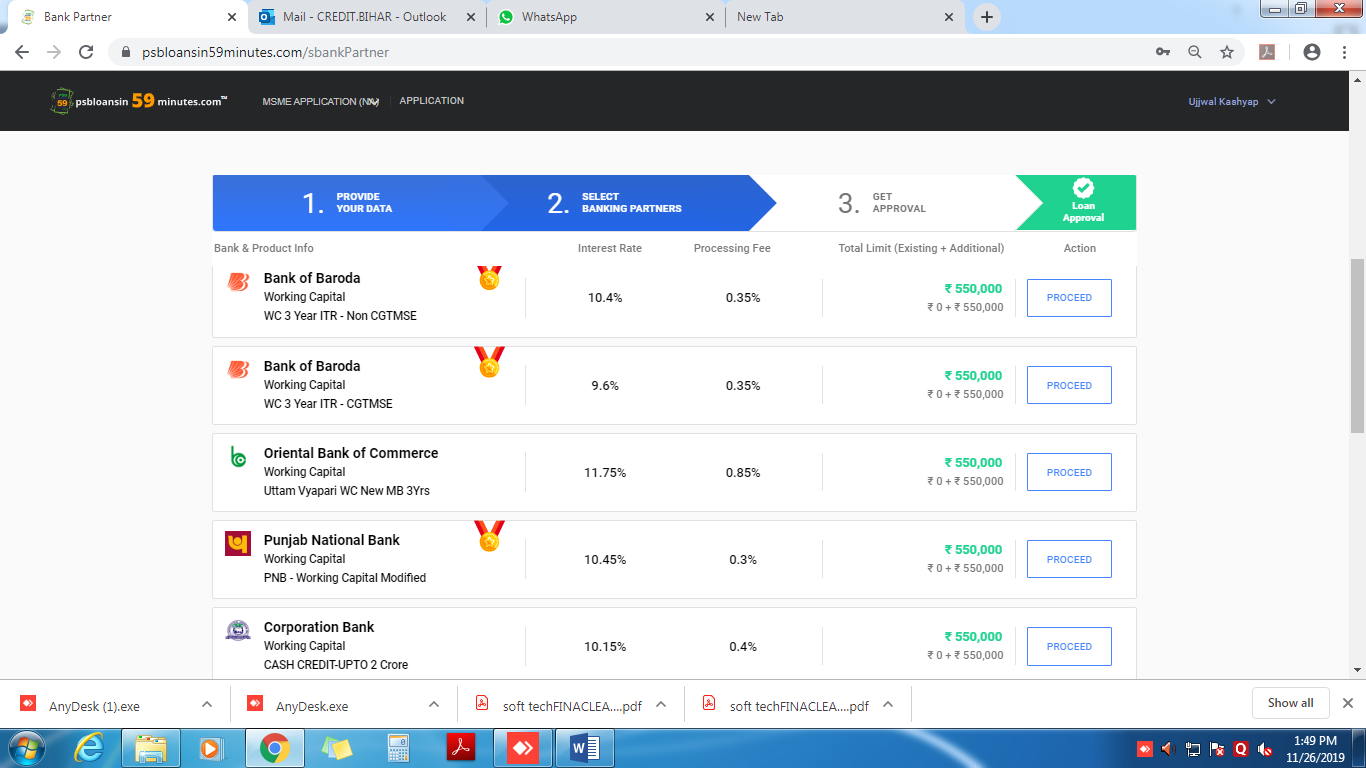 Bank Partner
Mail - CREDIT.BIHAR - Outlook
WhatsApp
New Tab
psbloansin59minutes.com/sbankPartner
psbloansin 59 minutes.com™
MSME APPLICATION
APPLICATION
Ujjwal Kashyap
1. PROVIDE YOUR DATA
2. SELECT BANKING PARTNERS
3. GET APPROVAL
Loan Approval
Bank & Product Info Interest Rate Processing Fee Total Limit (Existing + Additional) Action
Bank of Baroda
Working Capital
WC 3 Year ITR - Non CGTMSE
10.4%
0.35%
₹ 550,000
₹ 0 + ₹ 550,000
PROCEED
Bank of Baroda
Working Capital
WC 3 Year ITR - CGTMSE
9.6%
0.35%
₹ 550,000
₹ 0 + ₹ 550,000
PROCEED
Oriental Bank of Commerce
Working Capital
Uttam Vyapari WC New MB 3Yrs
11.75%
0.85%
₹ 550,000
₹ 0 + ₹ 550,000
PROCEED
Punjab National Bank
Working Capital
PNB - Working Capital Modified
10.45%
0.3%
₹ 550,000
₹ 0 + ₹ 550,000
PROCEED
Corporation Bank
Working Capital
CASH CREDIT-UPTO 2 Crore
10.15%
0.4%
₹ 550,000
₹ 0 + ₹ 550,000
PROCEED
AnyDesk (1).exe
AnyDesk.exe
soft techFINACLEA....pdf
soft techFINACLEA....pdf
Show all
1:49 PM
11/26/2019